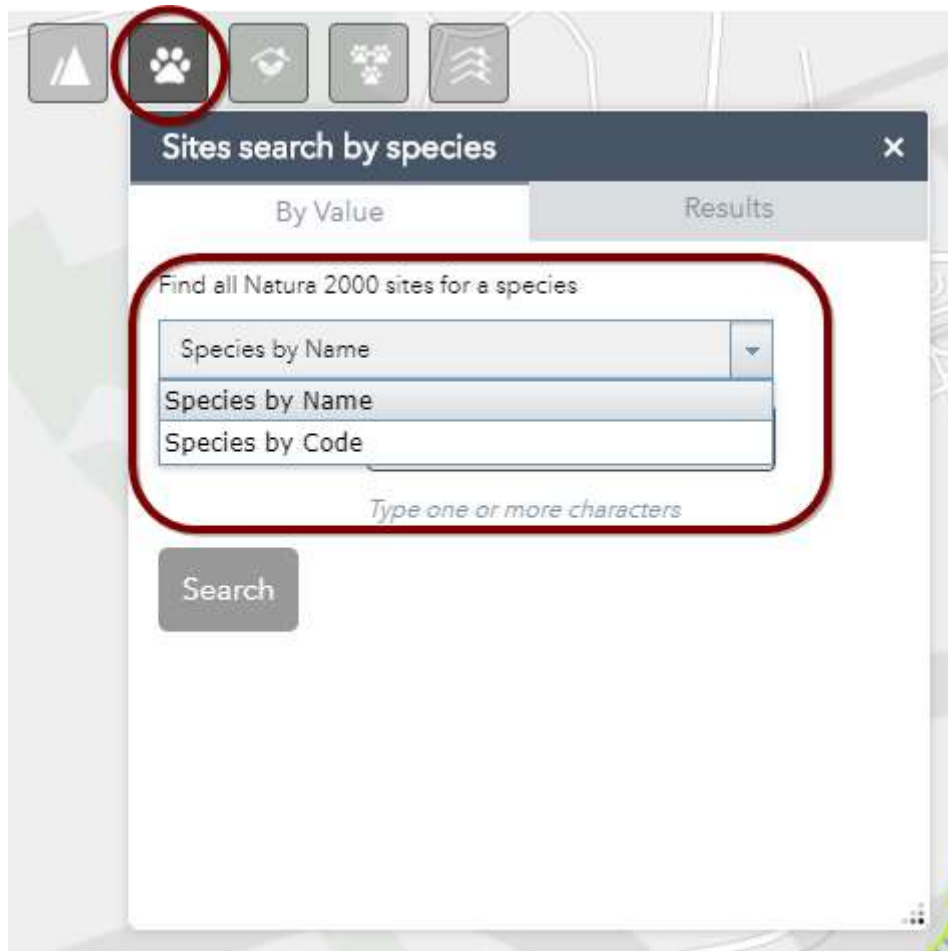 Sites search by species
By Value
Results
Find all Natura 2000 sites for a species
Species by Name
Species by Name
Species by Code
Type one or more characters
Search